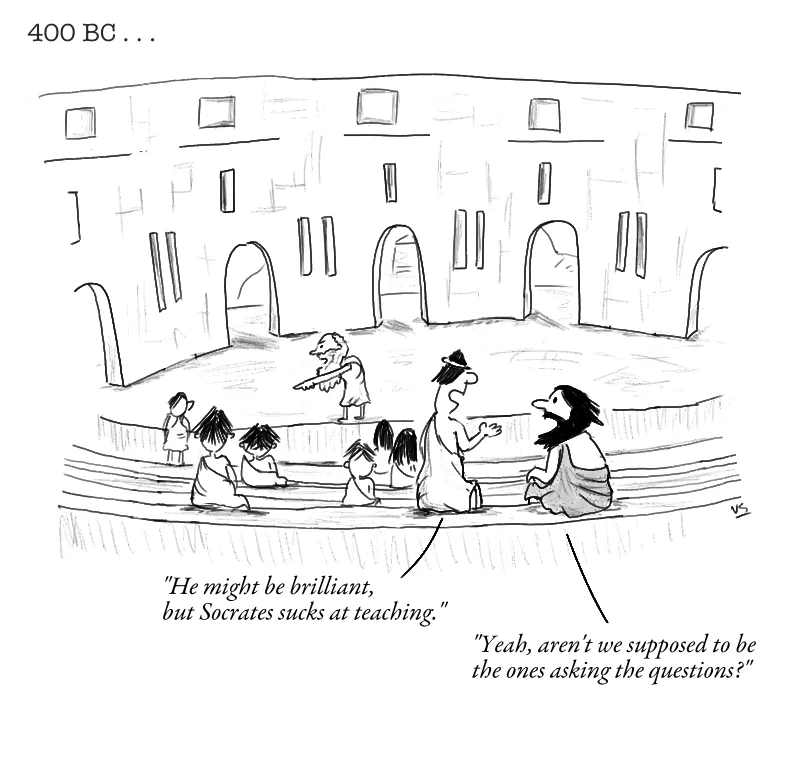 400 BC . . .
"He might be brilliant,
but Socrates sucks at teaching."
"Yeah, aren't we supposed to be
the ones asking the questions?"
VS